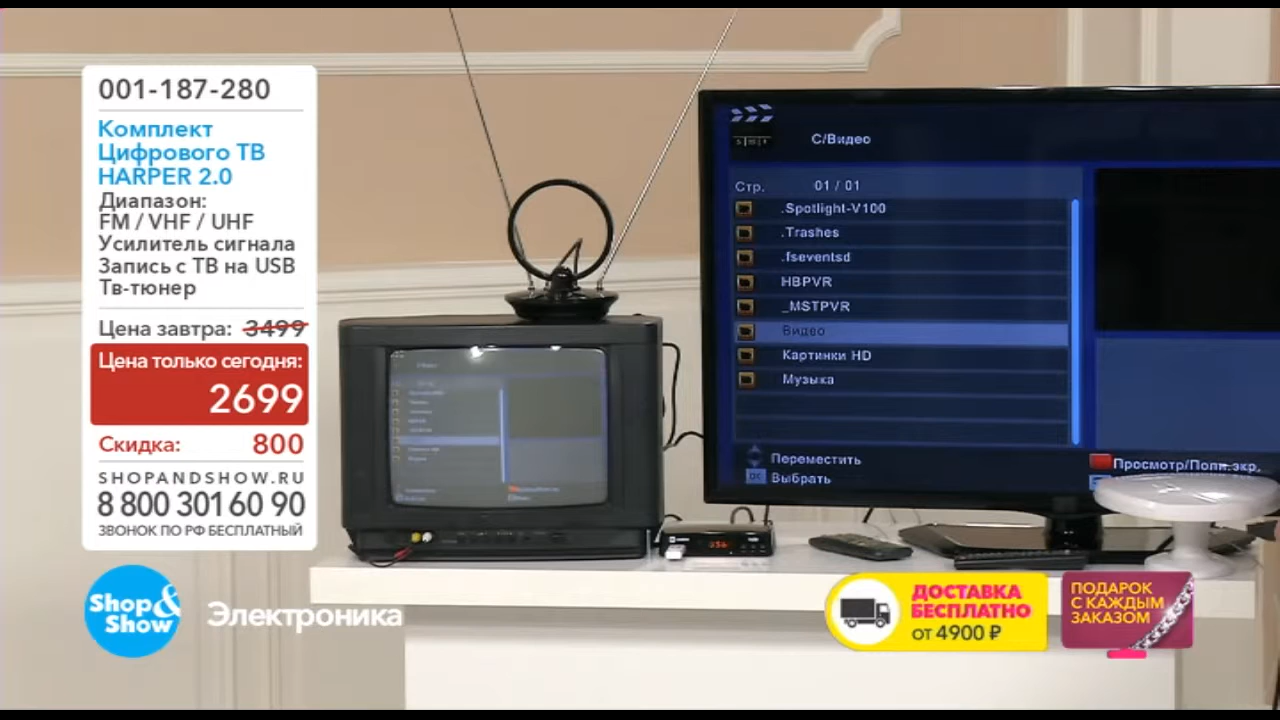 001-187-280
Комплект
Цифрового ТВ
HARPER 2.0
Диапазон:
FM / VHF / UHF
Усилитель сигнала
Запись с ТВ на USB
Тв-тюнер
Цена завтра: 3499
Цена только сегодня:
2699
Скидка: 800
SHOPANDSHOW.RU
8 800 301 60 90
ЗВОНОК ПО РФ БЕСПЛАТНЫЙ
Shop&
Show
Электроника
С/Видео
Стр. 01 / 01
.Spotlight-V100
.Trashes
.fseventsd
HBPVR
_MSTPVR
Видео
Картинки HD
Музыка
Переместить
OK Выбрать
Просмотр/Полн.экр.
ДОСТАВКА
БЕСПЛАТНО
ОТ 4900 ₽
ПОДАРОК
С КАЖДЫМ
ЗАКАЗОМ